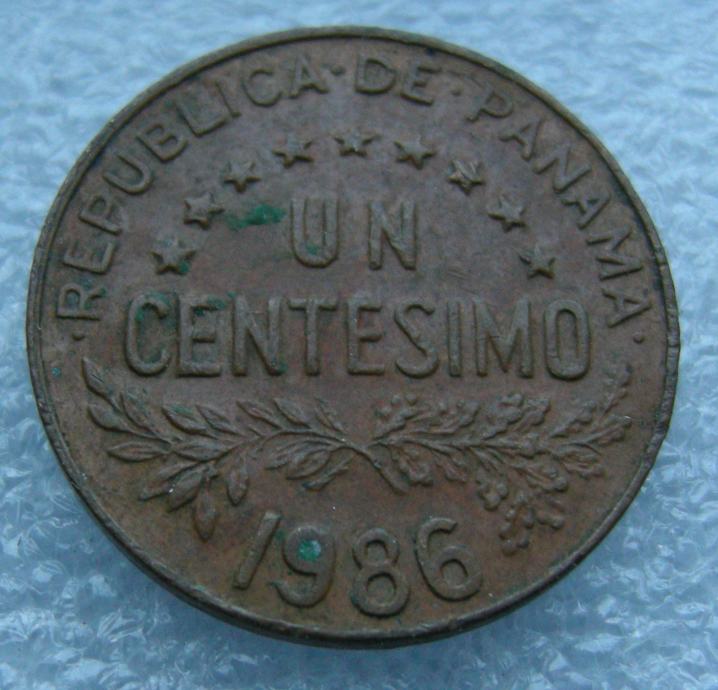 ·REPUBLICA·DE·PANAMA·
UN
CENTESIMO
1986